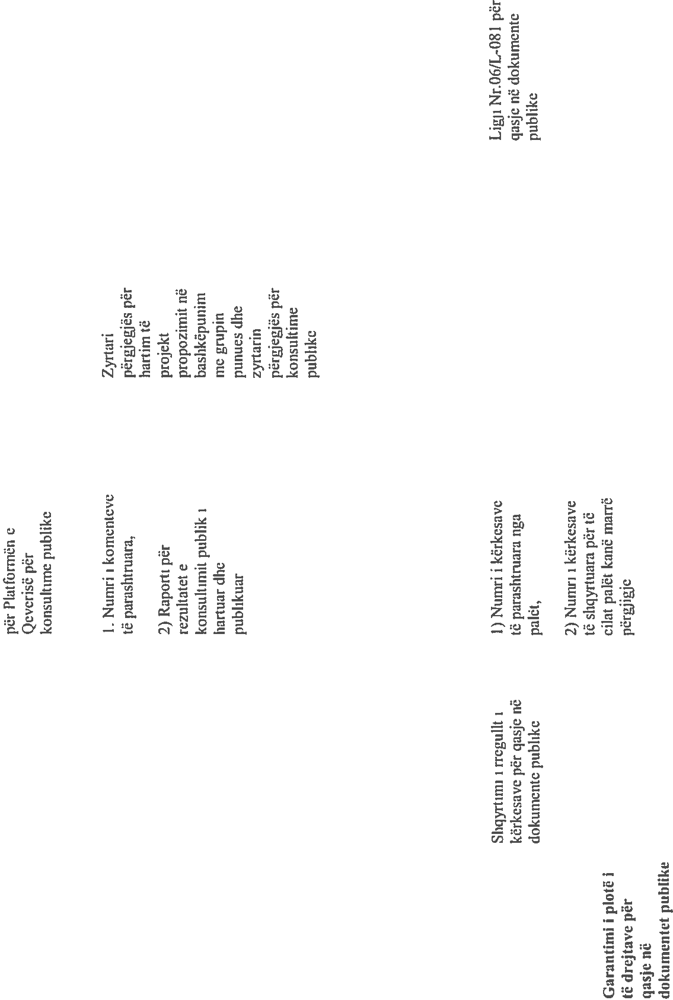 për Platformën e
Qeverisë për
konsultime publike
1. Numri i komenteve
të parashtruara,
2) Raporti për
rezultatet e
konsultimit publik i
hartuar dhe
publikuar
Zyrtari
përgjegjës për
hartim të
projekt
propozimit në
bashkëpunim
me grupin
punues dhe
zyrtarin
përgjegjës për
konsultime
publike
Garantimi i plotë i
të drejtave për
qasje në
dokumentet publike
Shqyrtimi i rregullt i
kërkesave për qasje në
dokumente publike
1) Numri i kërkesave
të parashtruara nga
palët,
2) Numri i kërkesave
të shqyrtuara për të
cilat palët kanë marrë
përgjigje
Ligji Nr.06/L-081 për
qasje në dokumente
publike